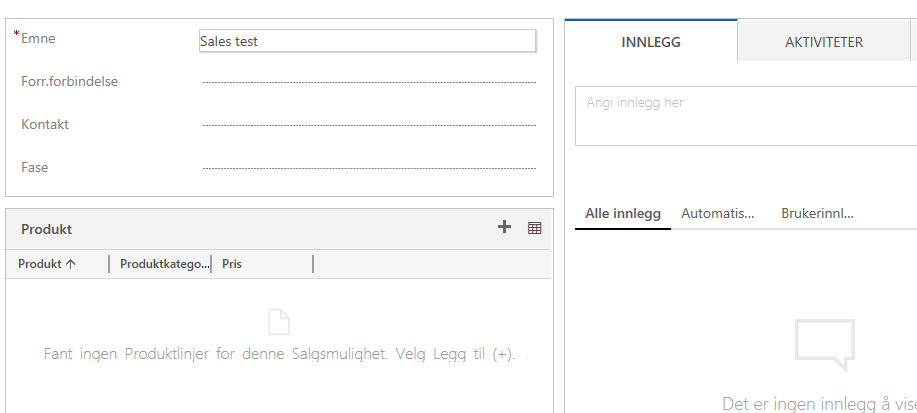 *Emne
Sales test
Forr.forbindelse
Kontakt
Fase
Produkt
Produkt
Produktkatego...
Pris
Fant ingen Produktlinjer for denne Salgsmulighet. Velg Legg til (+).
INNLEGG
AKTIVITETER
Angi innlegg her
Alle innlegg
Automatis...
Brukerinnl...
Det er ingen innlegg å vise